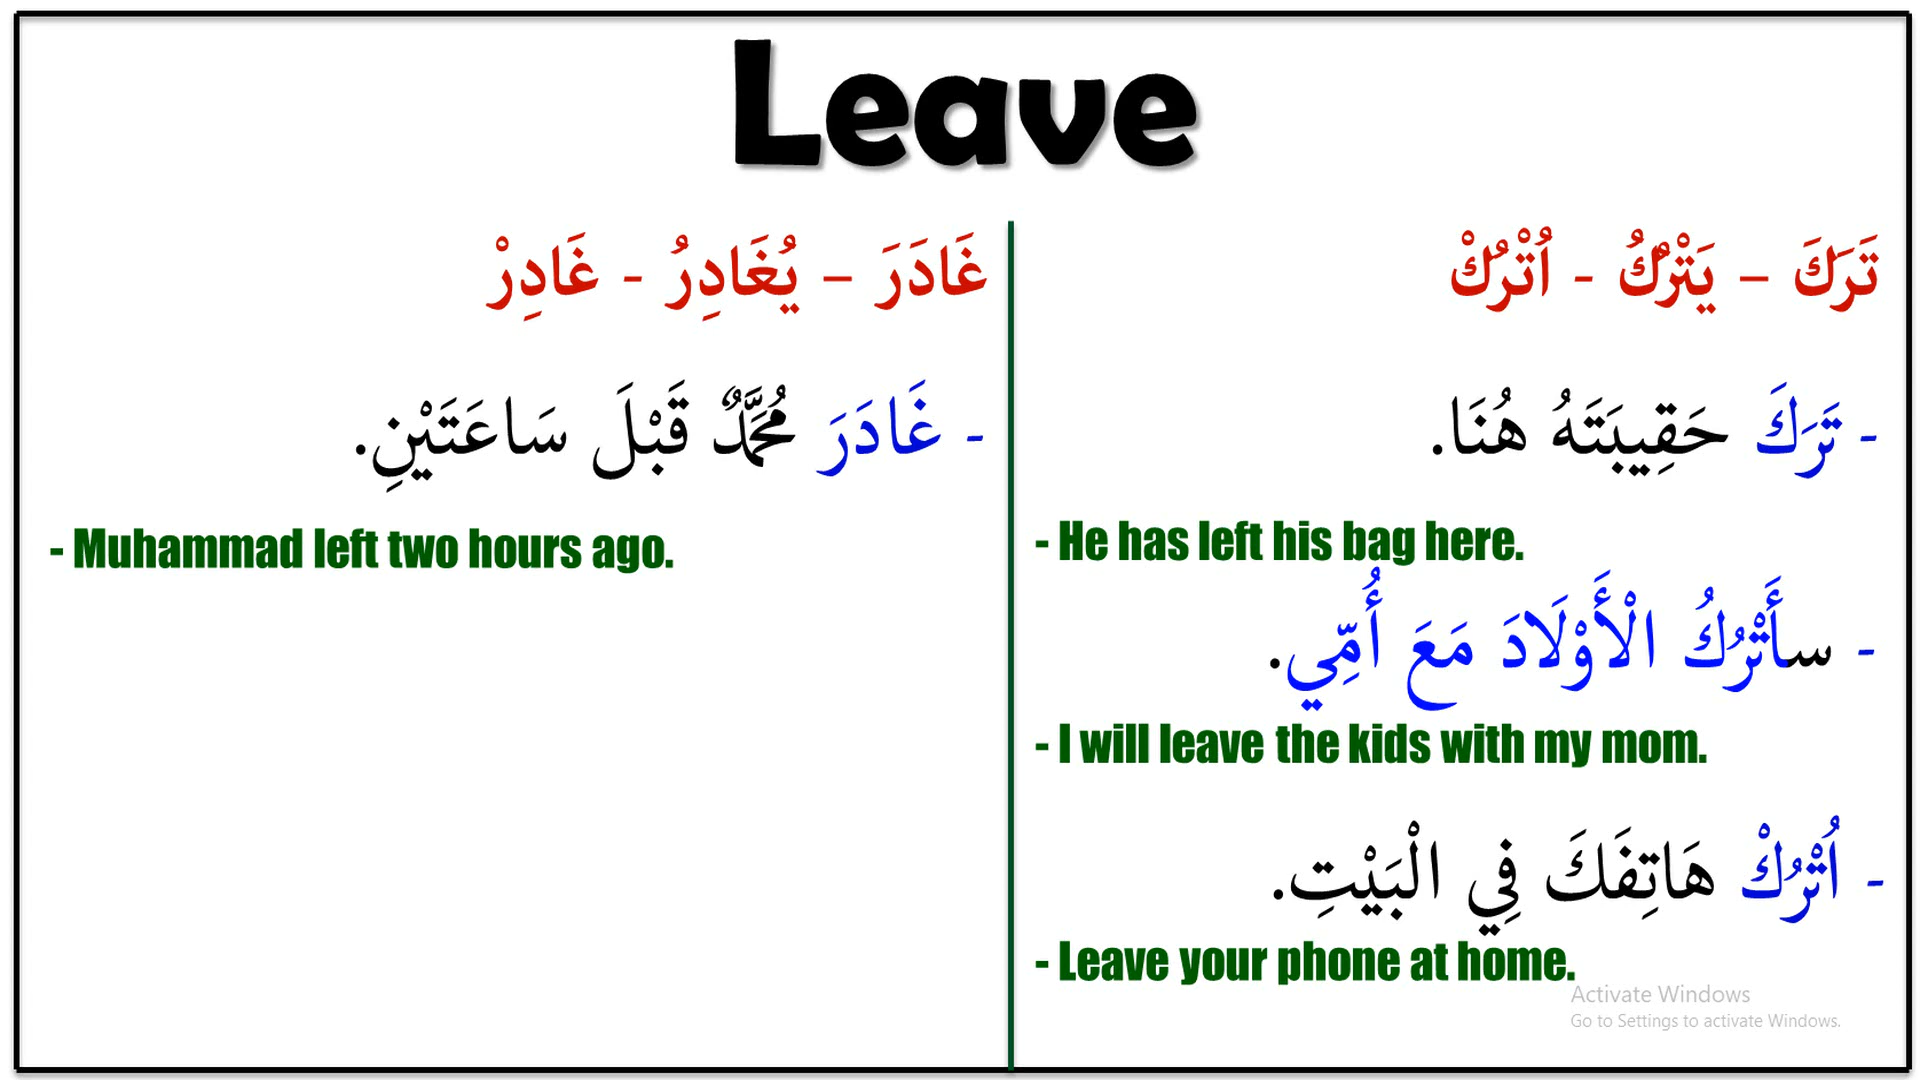 Leave
تَرَكَ – يَتْرُكُ - اُتْرُكْ
- تَرَكَ حَقِيبَتَهُ هُنَا.
- He has left his bag here.
- سأَتْرُكُ الْأَوْلَادَ مَعَ أُمِّي.
- I will leave the kids with my mom.
- اُتْرُكْ هَاتِفَكَ فِي الْبَيْتِ.
- Leave your phone at home.
غَادَرَ – يُغَادِرُ - غَادِرْ
- غَادَرَ مُحَمَّدٌ قَبْلَ سَاعَتَيْنِ.
- Muhammad left two hours ago.
Activate Windows
Go to Settings to activate Windows.